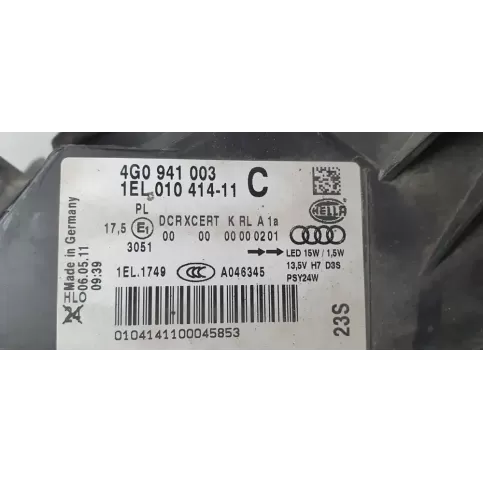 4G0 941 003
1EL 010 414-11 C
PL
HELLA
17,5 E1 DCRXCERT K RL A 1a
3051 00 00 00 00 0201
LED 15W / 1,5W
13,5V H7 D3S
PSY24W
1EL.1749 CCC A046345
0104141100045853
23S
Made in Germany
06.05.11
09:39